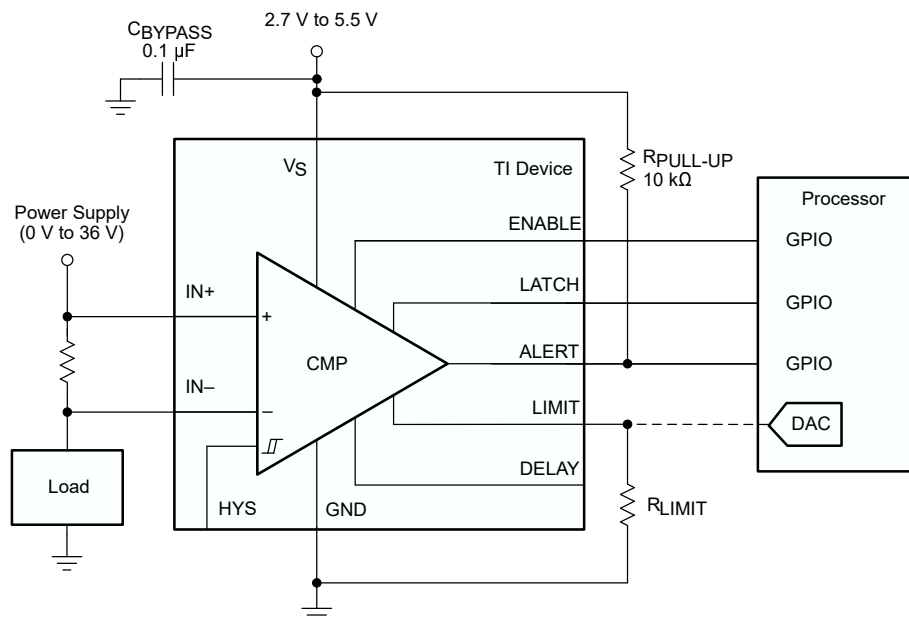 2.7 V to 5.5 V
CBYPASS
0.1 µF
VS
TI Device
RPULL-UP
10 kΩ
Processor
Power Supply
(0 V to 36 V)
ENABLE
GPIO
IN+
LATCH
GPIO
+
CMP
ALERT
GPIO
IN–
–
LIMIT
DAC
DELAY
Load
HYS
GND
RLIMIT